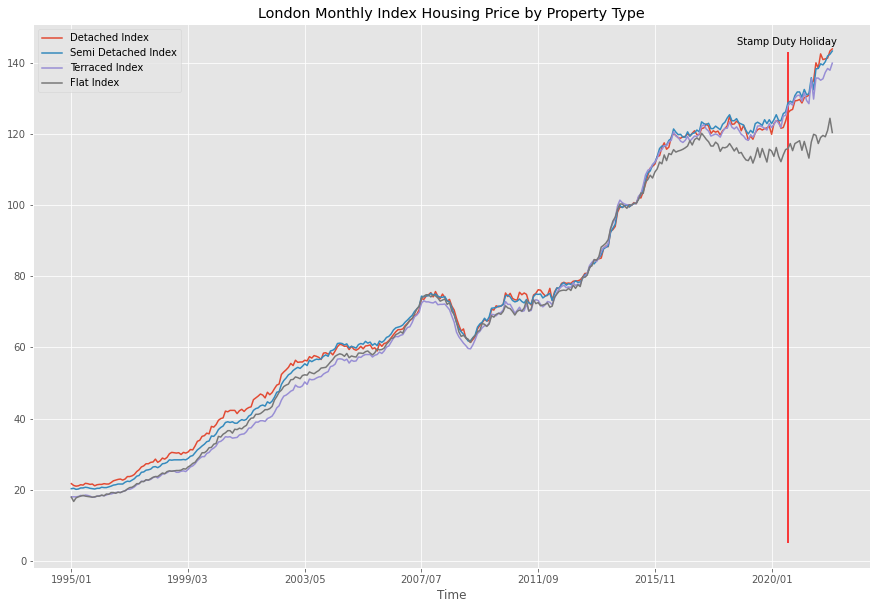 London Monthly Index Housing Price by Property Type
Stamp Duty Holiday
Detached Index
Semi Detached Index
Terraced Index
Flat Index
140
120
100
80
60
40
20
0
1995/01
1999/03
2003/05
2007/07
2011/09
2015/11
2020/01
Time